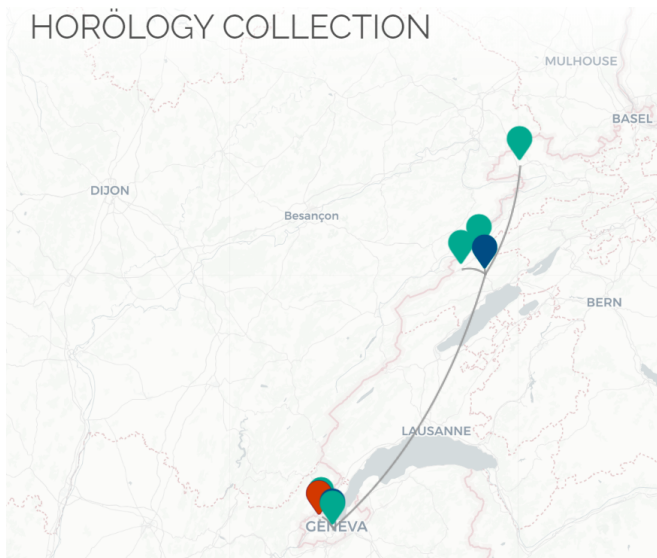 HORÖLOGY COLLECTION
MULHOUSE
BASEL
DIJON
Besançon
BERN
LAUSANNE
GENEVA